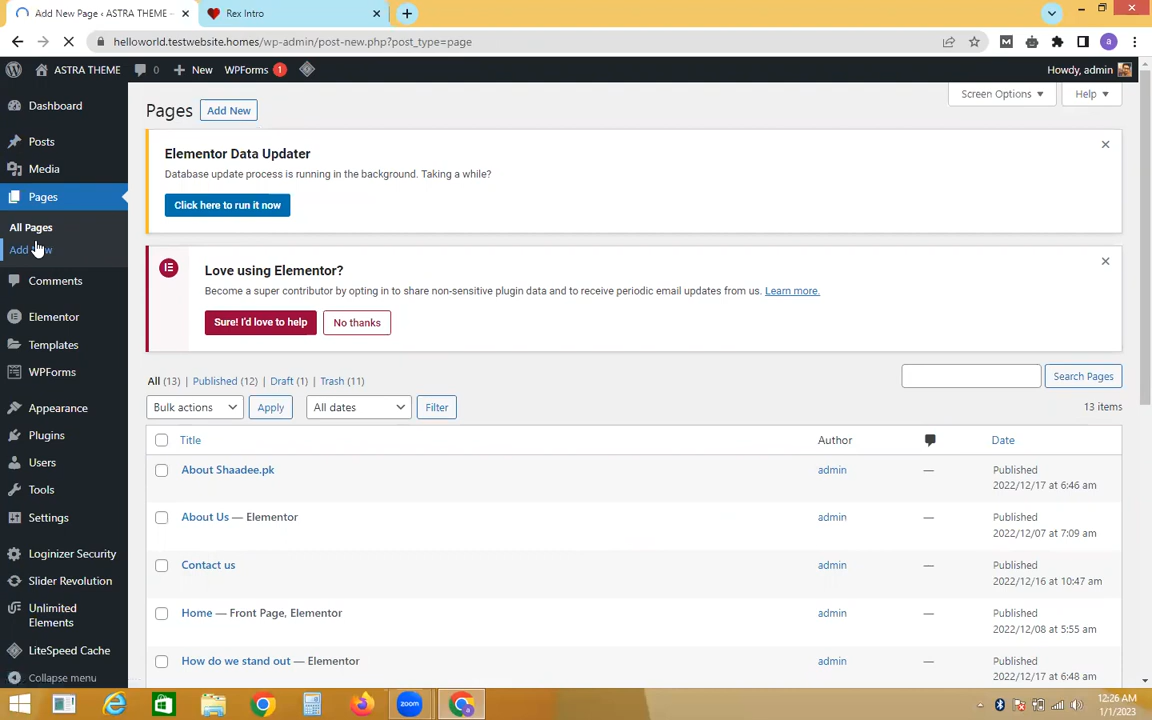 Add New Page ‹ ASTRA THEME –
Rex Intro
helloworld.testwebsite.homes/wp-admin/post-new.php?post_type=page
ASTRA THEME
0
New
WPForms 1
Howdy, admin
Dashboard
Posts
Media
Pages
All Pages
Add New
Comments
Elementor
Templates
WPForms
Appearance
Plugins
Users
Tools
Settings
Loginizer Security
Slider Revolution
Unlimited
Elements
LiteSpeed Cache
Collapse menu
Screen Options
Help
Pages
Add New
Elementor Data Updater
Database update process is running in the background. Taking a while?
Click here to run it now
Love using Elementor?
Become a super contributor by opting in to share non-sensitive plugin data and to receive periodic email updates from us. Learn more.
Sure! I'd love to help
No thanks
All (13) | Published (12) | Draft (1) | Trash (11)
Search Pages
Bulk actions
Apply
All dates
Filter
13 items
Title
Author
Date
About Shaadee.pk
admin
—
Published
2022/12/17 at 6:46 am
About Us — Elementor
admin
—
Published
2022/12/07 at 7:09 am
Contact us
admin
—
Published
2022/12/16 at 10:47 am
Home — Front Page, Elementor
admin
—
Published
2022/12/08 at 5:55 am
How do we stand out — Elementor
admin
—
Published
2022/12/17 at 6:48 am
zoom
12:26 AM
1/1/2023